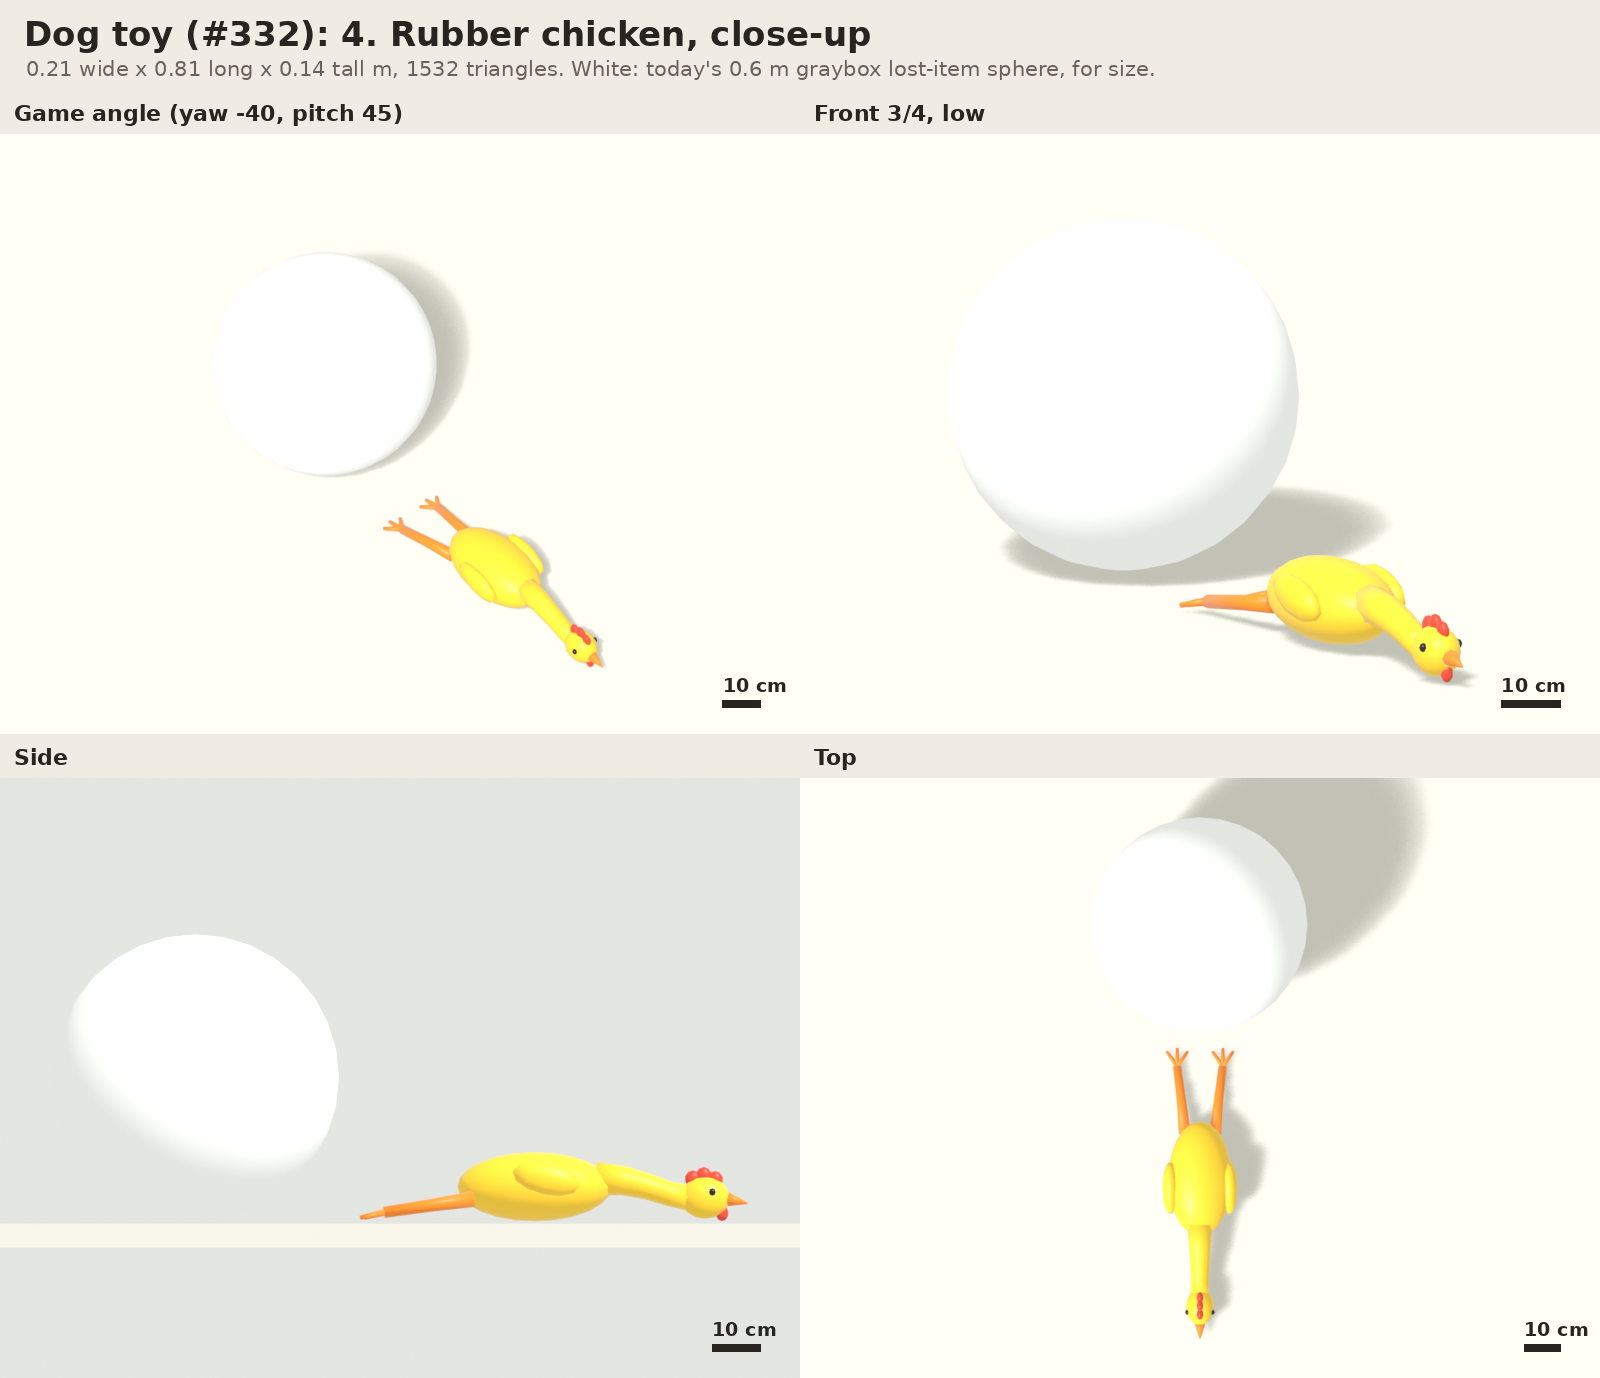 Dog toy (#332): 4. Rubber chicken, close-up
0.21 wide x 0.81 long x 0.14 tall m, 1532 triangles. White: today's 0.6 m graybox lost-item sphere, for size.
Game angle (yaw -40, pitch 45)
Front 3/4, low
10 cm
10 cm
Side
Top
10 cm
10 cm